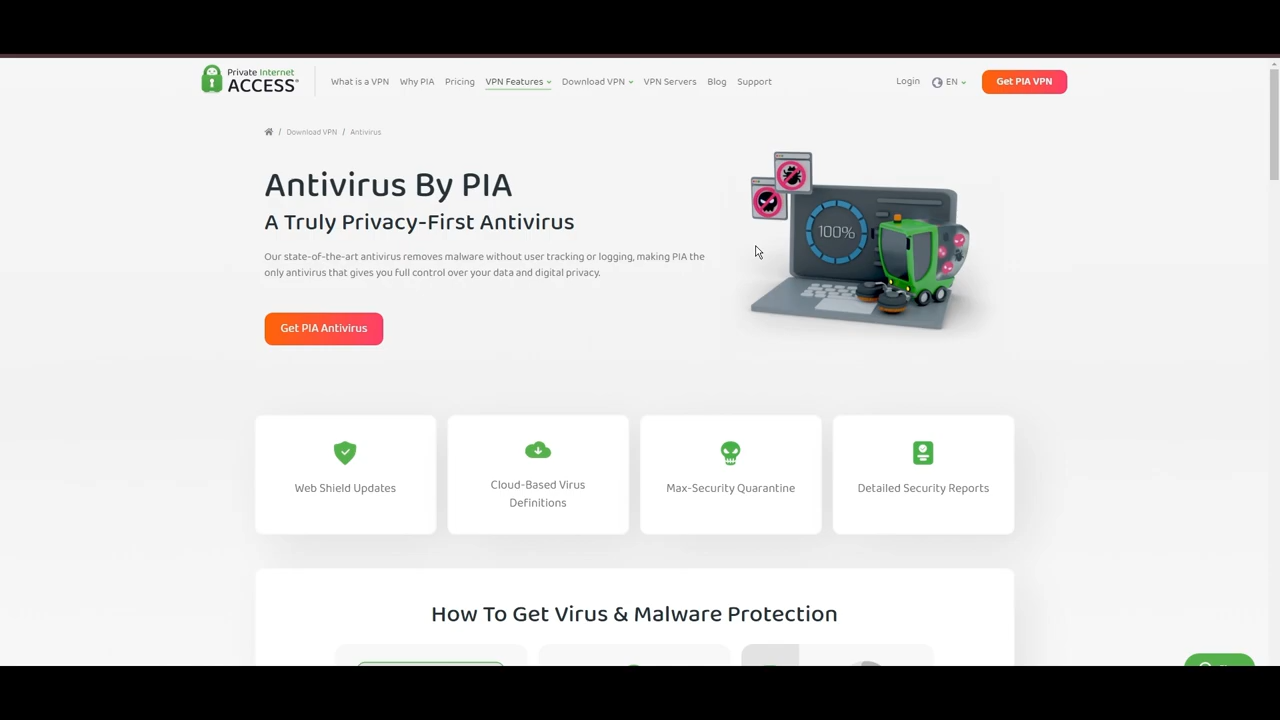 Private Internet
ACCESS®
What is a VPN
Why PIA
Pricing
VPN Features
Download VPN
VPN Servers
Blog
Support
Login
EN
Get PIA VPN
/ Download VPN / Antivirus
Antivirus By PIA
A Truly Privacy-First Antivirus
Our state-of-the-art antivirus removes malware without user tracking or logging, making PIA the
only antivirus that gives you full control over your data and digital privacy.
100%
Get PIA Antivirus
Web Shield Updates
Cloud-Based Virus
Definitions
Max-Security Quarantine
Detailed Security Reports
How To Get Virus & Malware Protection